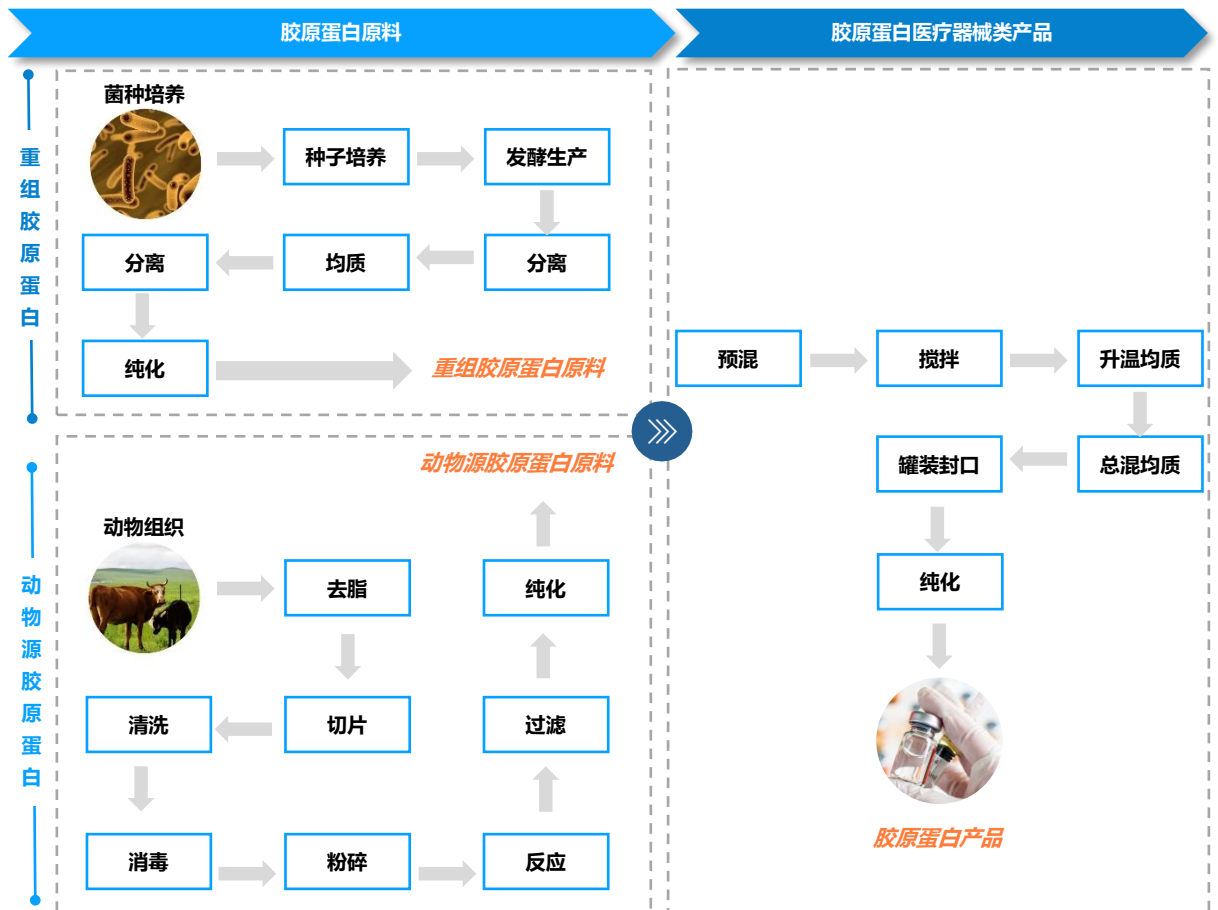 胶原蛋白原料
胶原蛋白医疗器械类产品
重组胶原蛋白
菌种培养
种子培养
发酵生产
分离
均质
分离
纯化
重组胶原蛋白原料
动物源胶原蛋白
动物源胶原蛋白原料
动物组织
去脂
纯化
清洗
切片
过滤
消毒
粉碎
反应
预混
搅拌
升温均质
罐装封口
总混均质
纯化
胶原蛋白产品